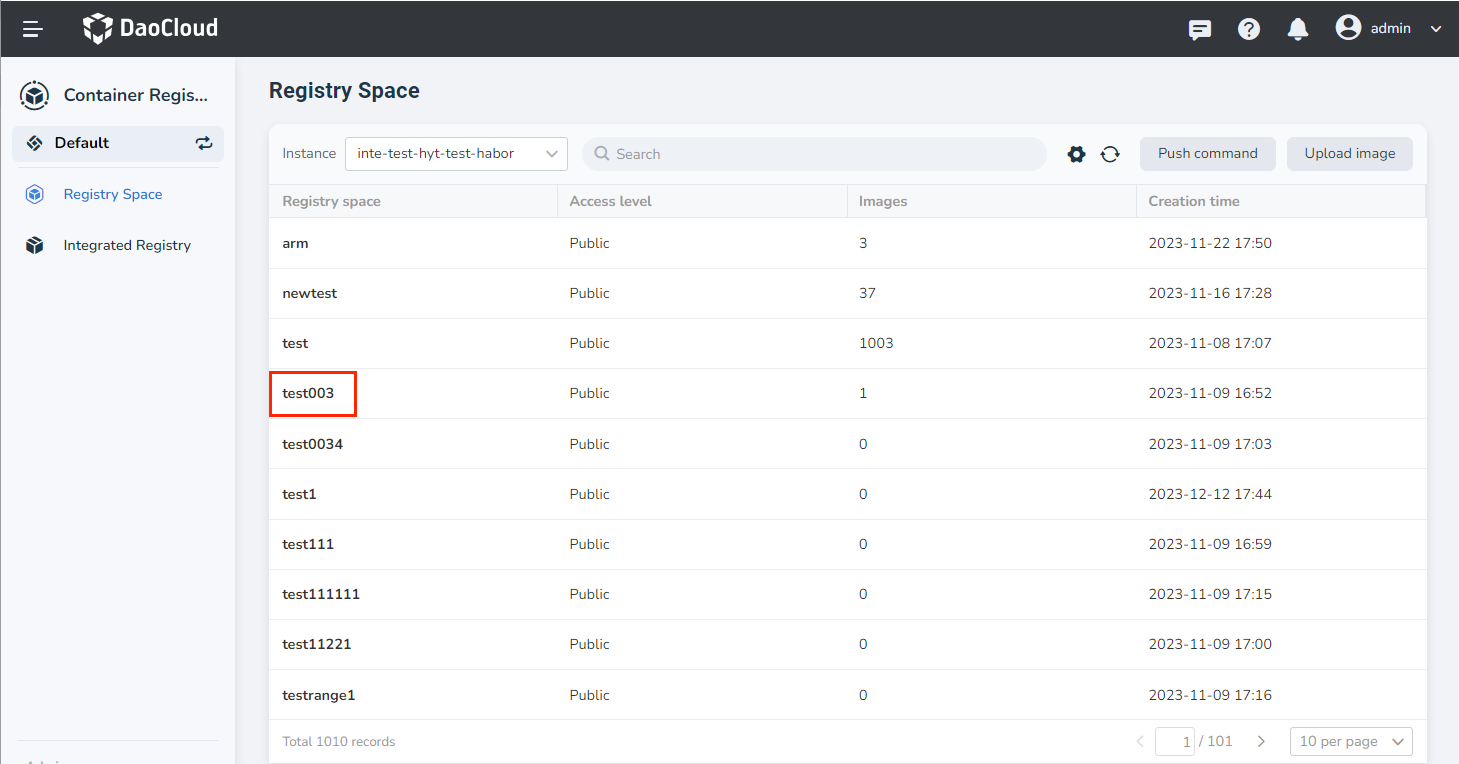 DaoCloud
admin
Container Regis...
Default
Registry Space
Integrated Registry
Registry Space
Instance inte-test-hyt-test-habor Search Push command Upload image
Registry space Access level Images Creation time
arm Public 3 2023-11-22 17:50
newtest Public 37 2023-11-16 17:28
test Public 1003 2023-11-08 17:07
test003 Public 1 2023-11-09 16:52
test0034 Public 0 2023-11-09 17:03
test1 Public 0 2023-12-12 17:44
test111 Public 0 2023-11-09 16:59
test111111 Public 0 2023-11-09 17:15
test11221 Public 0 2023-11-09 17:00
testrange1 Public 0 2023-11-09 17:16
Total 1010 records 1 / 101 10 per page